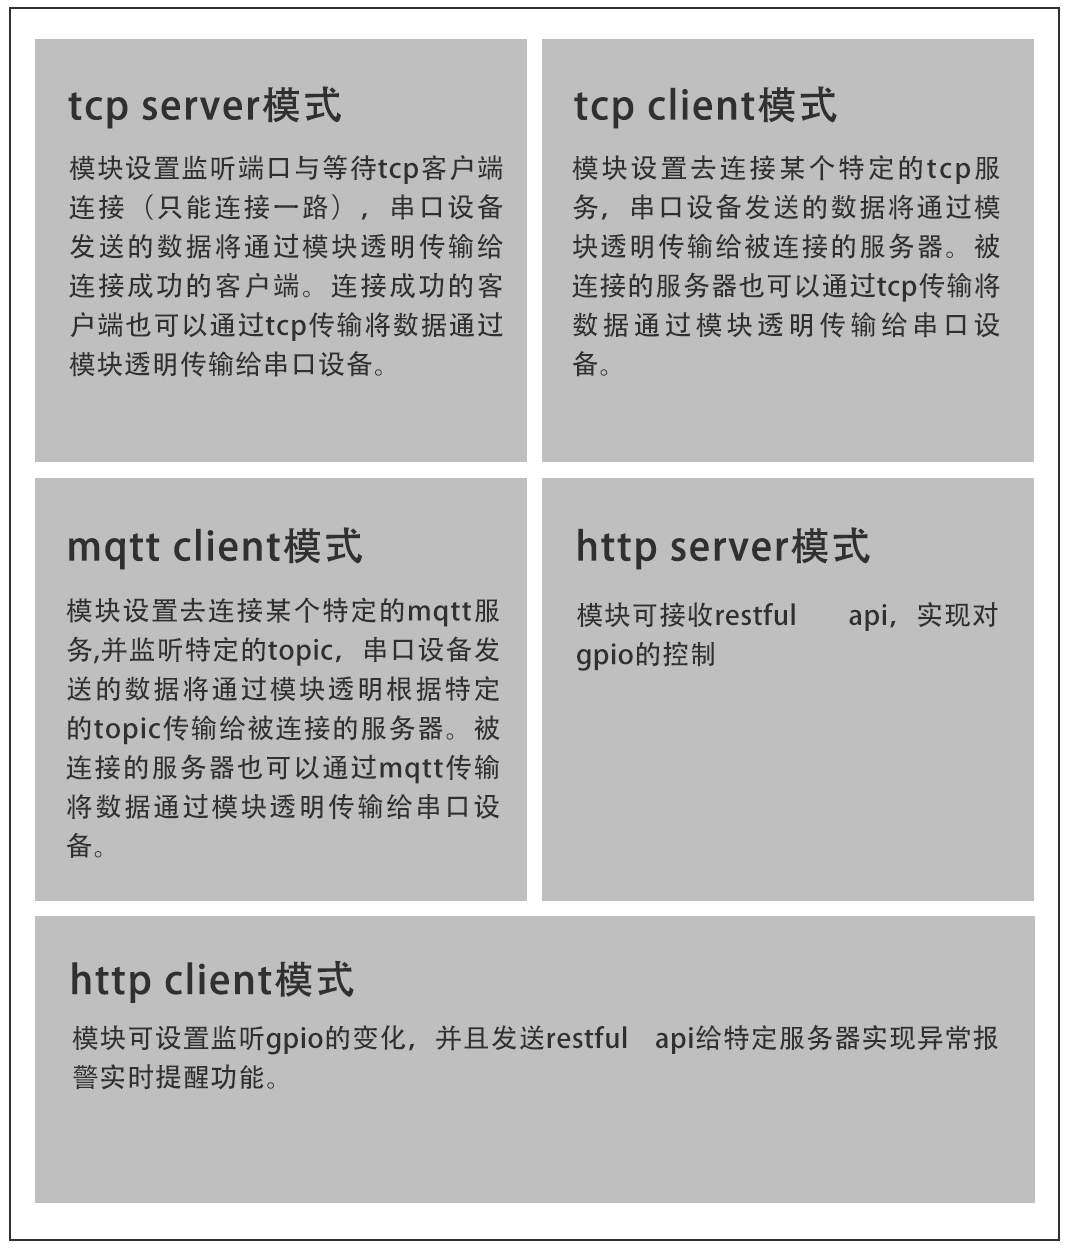 tcp server模式
模块设置监听端口与等待tcp客户端
连接（只能连接一路），串口设备
发送的数据将通过模块透明传输给
连接成功的客户端。连接成功的客
户端也可以通过tcp传输将数据通过
模块透明传输给串口设备。
tcp client模式
模块设置去连接某个特定的tcp服
务，串口设备发送的数据将通过模
块透明传输给被连接的服务器。被
连接的服务器也可以通过tcp传输将
数据通过模块透明传输给串口设
备。
mqtt client模式
模块设置去连接某个特定的mqtt服
务,并监听特定的topic，串口设备发
送的数据将通过模块透明根据特定
的topic传输给被连接的服务器。被
连接的服务器也可以通过mqtt传输
将数据通过模块透明传输给串口设
备。
http server模式
模块可接收restful api，实现对
gpio的控制
http client模式
模块可设置监听gpio的变化，并且发送restful api给特定服务器实现异常报
警实时提醒功能。